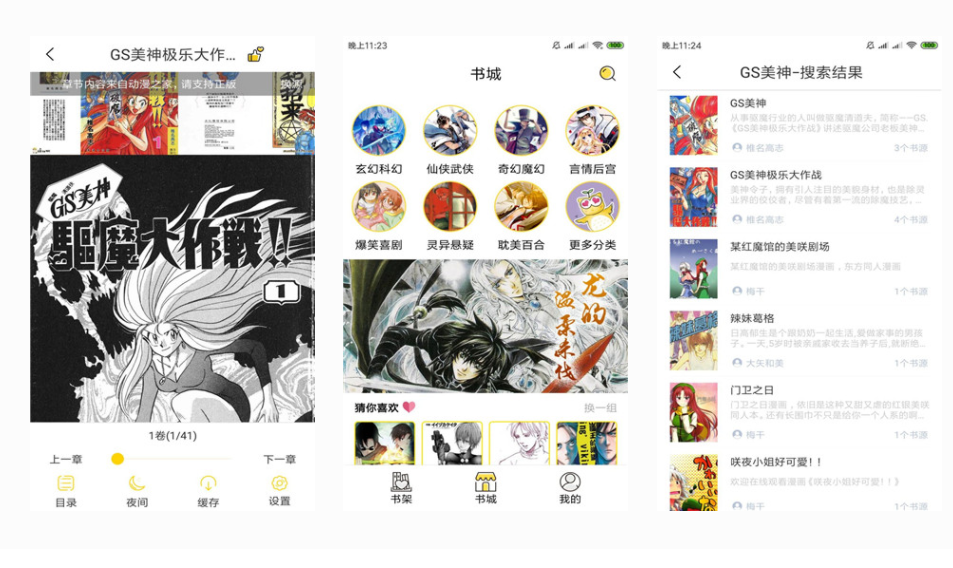 GS美神极乐大作...
章节内容来自动漫之家，请支持正版
GS美神
驅魔大作戰!!
1
1卷(1/41)
上一章
下一章
目录
夜间
缓存
设置
晚上11:23
100
书城
玄幻科幻
仙侠武侠
奇幻魔幻
言情后宫
爆笑喜剧
灵异悬疑
耽美百合
更多分类
龙的
温柔来伐
猜你喜欢
换一组
书架
书城
我的
晚上11:24
100
GS美神-搜索结果
GS美神
从事驱魔行业的人叫做驱魔清道夫，简称——GS.
《GS美神极乐大作战》讲述驱魔公司老板美神...
椎名高志
3个书源
GS美神极乐大作战
美神令子，拥有引人注目的美貌身材，也是除灵
业界的佼佼者，尽管有着第一流的除魔技艺，..
椎名高志
4个书源
某红魔馆的美咲剧场
某红魔馆的美咲剧场漫画，东方同人漫画
梅干
1个书源
辣妹葛格
日高郁生是个跟奶奶一起生活,爱做家事的男孩
子。一天,5岁时被亲戚家收去当养子后,就断绝...
大矢和美
1个书源
门卫之日
门卫之日漫画，依旧是这种又甜又虐的红银美咲
同人本，还有长围巾不只是给你一个人系的啊...
梅干
1个书源
咲夜小姐好可爱！！
欢迎在线观看漫画《咲夜小姐好可爱！！》
梅干
1个书源